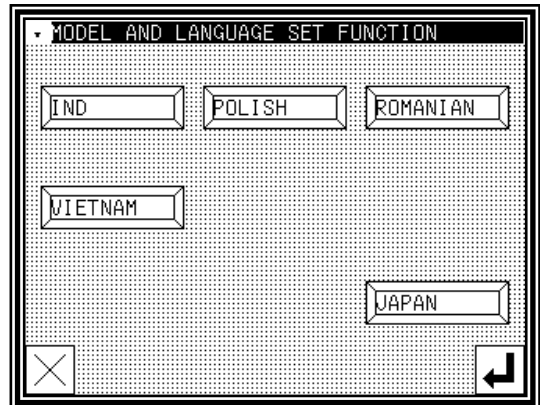 MODEL AND LANGUAGE SET FUNCTION
IND
POLISH
ROMANIAN
VIETNAM
JAPAN